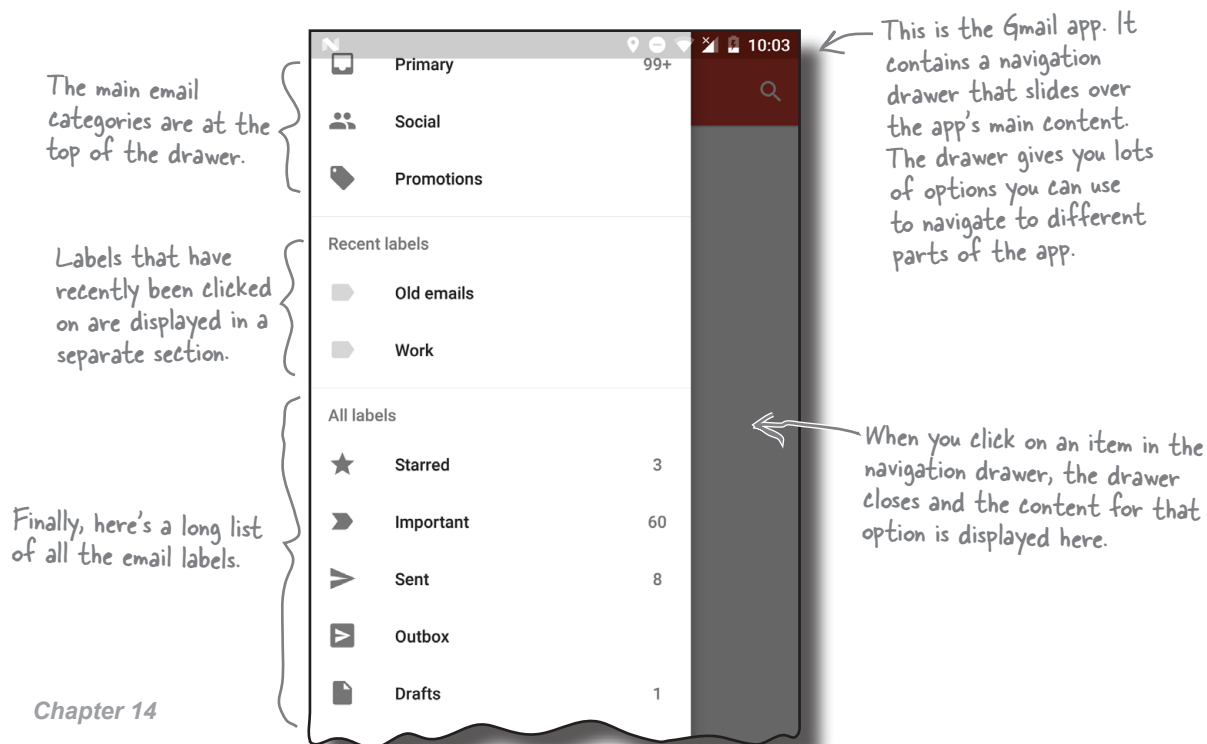 This is the Gmail app. It
contains a navigation
drawer that slides over
the app's main content.
The drawer gives you lots
of options you can use
to navigate to different
parts of the app.
10:03
Primary 99+
Social
Promotions
The main email
categories are at the
top of the drawer.
Recent labels
Old emails
Work
Labels that have
recently been clicked
on are displayed in a
separate section.
All labels
Starred 3
Important 60
Sent 8
Outbox
Drafts 1
Finally, here's a long list
of all the email labels.
When you click on an item in the
navigation drawer, the drawer
closes and the content for that
option is displayed here.
Chapter 14